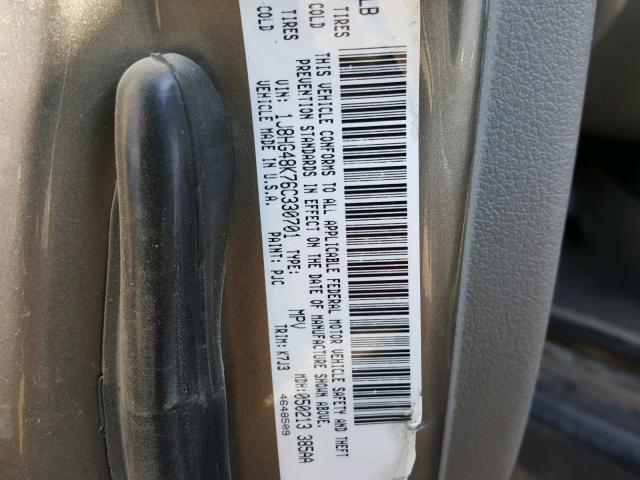 LB
TIRES COLD TIRES COLD
THIS VEHICLE CONFORMS TO ALL APPLICABLE FEDERAL MOTOR VEHICLE SAFETY AND THEFT
PREVENTION STANDARDS IN EFFECT ON THE DATE OF MANUFACTURE SHOWN ABOVE.
VIN: 1J8HG48K76C330701 TYPE: MPV MDH:050213 385AA
VEHICLE MADE IN U.S.A. PAINT: PJC TRIM: K7J3 4648509